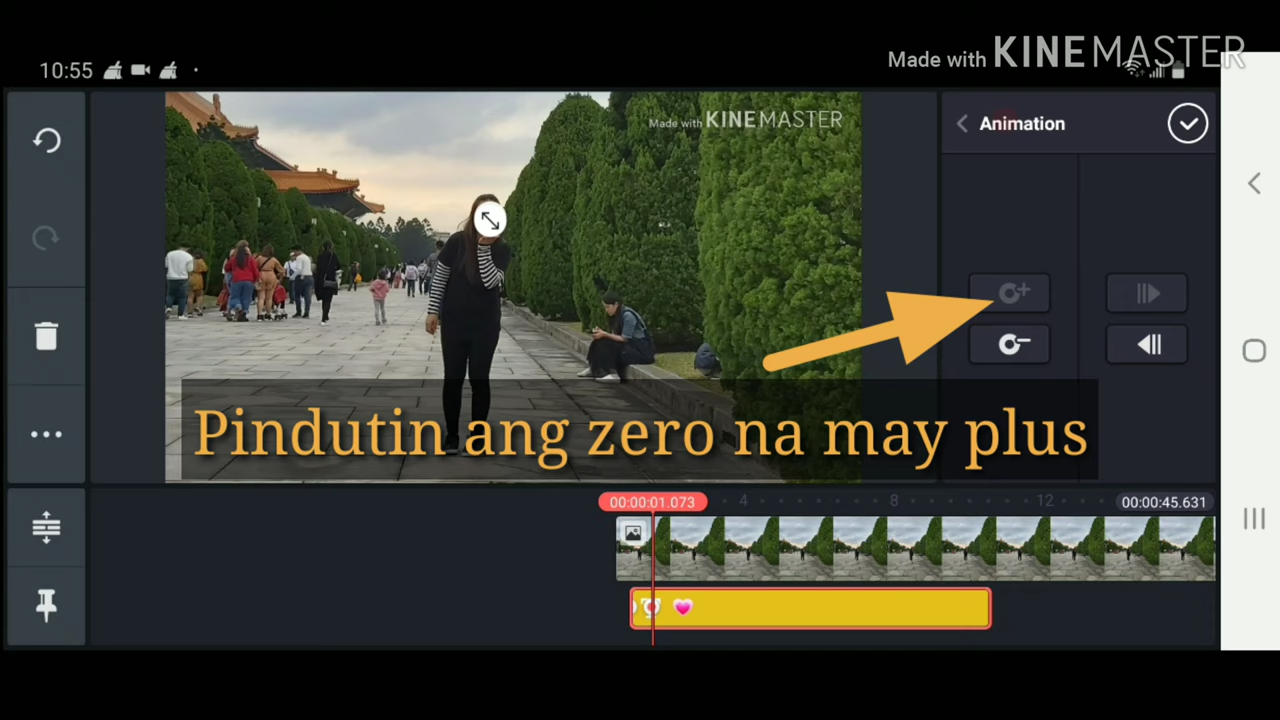 Made with KINEMASTER
10:55
Made with KINEMASTER
Animation
Pindutin ang zero na may plus
00:00:01.073 4 8 12 00:00:45.631